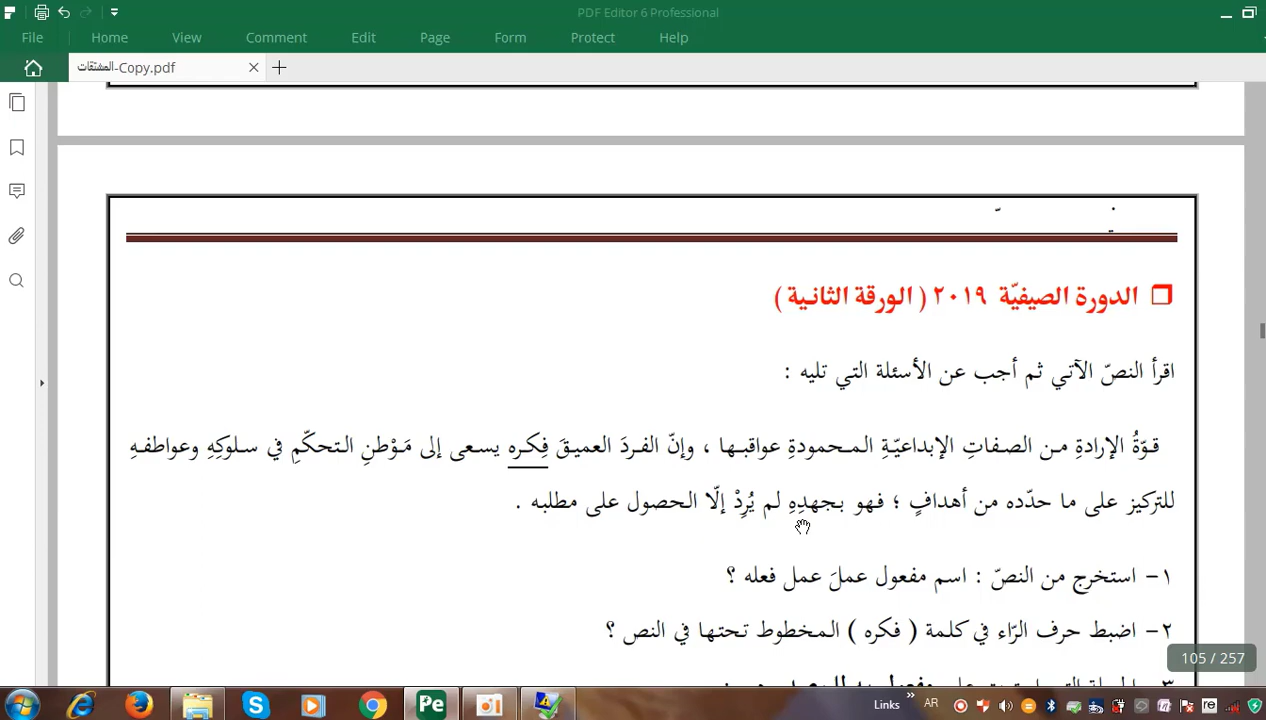 PDF Editor 6 Professional
File Home View Comment Edit Page Form Protect Help
المشتقات-Copy.pdf
❒ الدورة الصيفيّة ٢٠١٩ ( الورقة الثانية )
اقرأ النصّ الآتي ثم أجب عن الأسئلة التي تليه :
قوّةُ الإرادةِ من الصفاتِ الإبداعيّةِ المحمودةِ عواقبها ، وإنّ الفردَ العميقَ فِكره يسعى إلى مَوْطنِ التحكّمِ في سلوكِهِ وعواطفهِ
للتركيز على ما حدّده من أهدافٍ ؛ فهو بجهدِهِ لم يُرِدْ إلّا الحصول على مطلبه .
١- استخرج من النصّ : اسم مفعول عملَ عمل فعله ؟
٢- اضبط حرف الرّاء في كلمة ( فكره ) المخطوط تحتها في النص ؟
105 / 257
Links AR